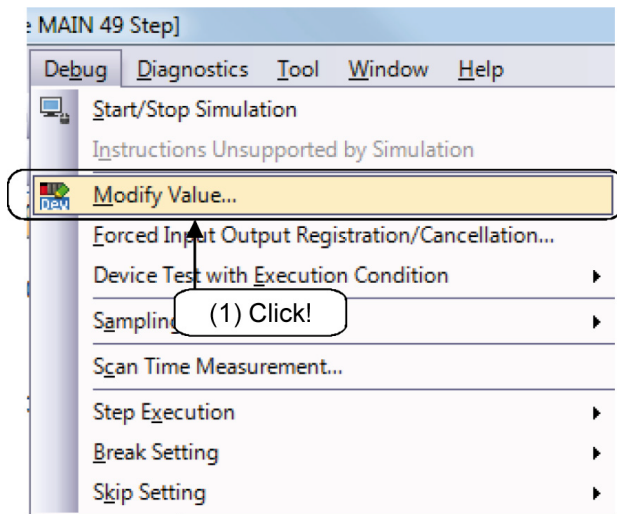 MAIN 49 Step]
Debug Diagnostics Tool Window Help
Start/Stop Simulation
Instructions Unsupported by Simulation
Dev
Modify Value...
Forced Input Output Registration/Cancellation...
Device Test with Execution Condition
(1) Click!
Sampling
Scan Time Measurement...
Step Execution
Break Setting
Skip Setting